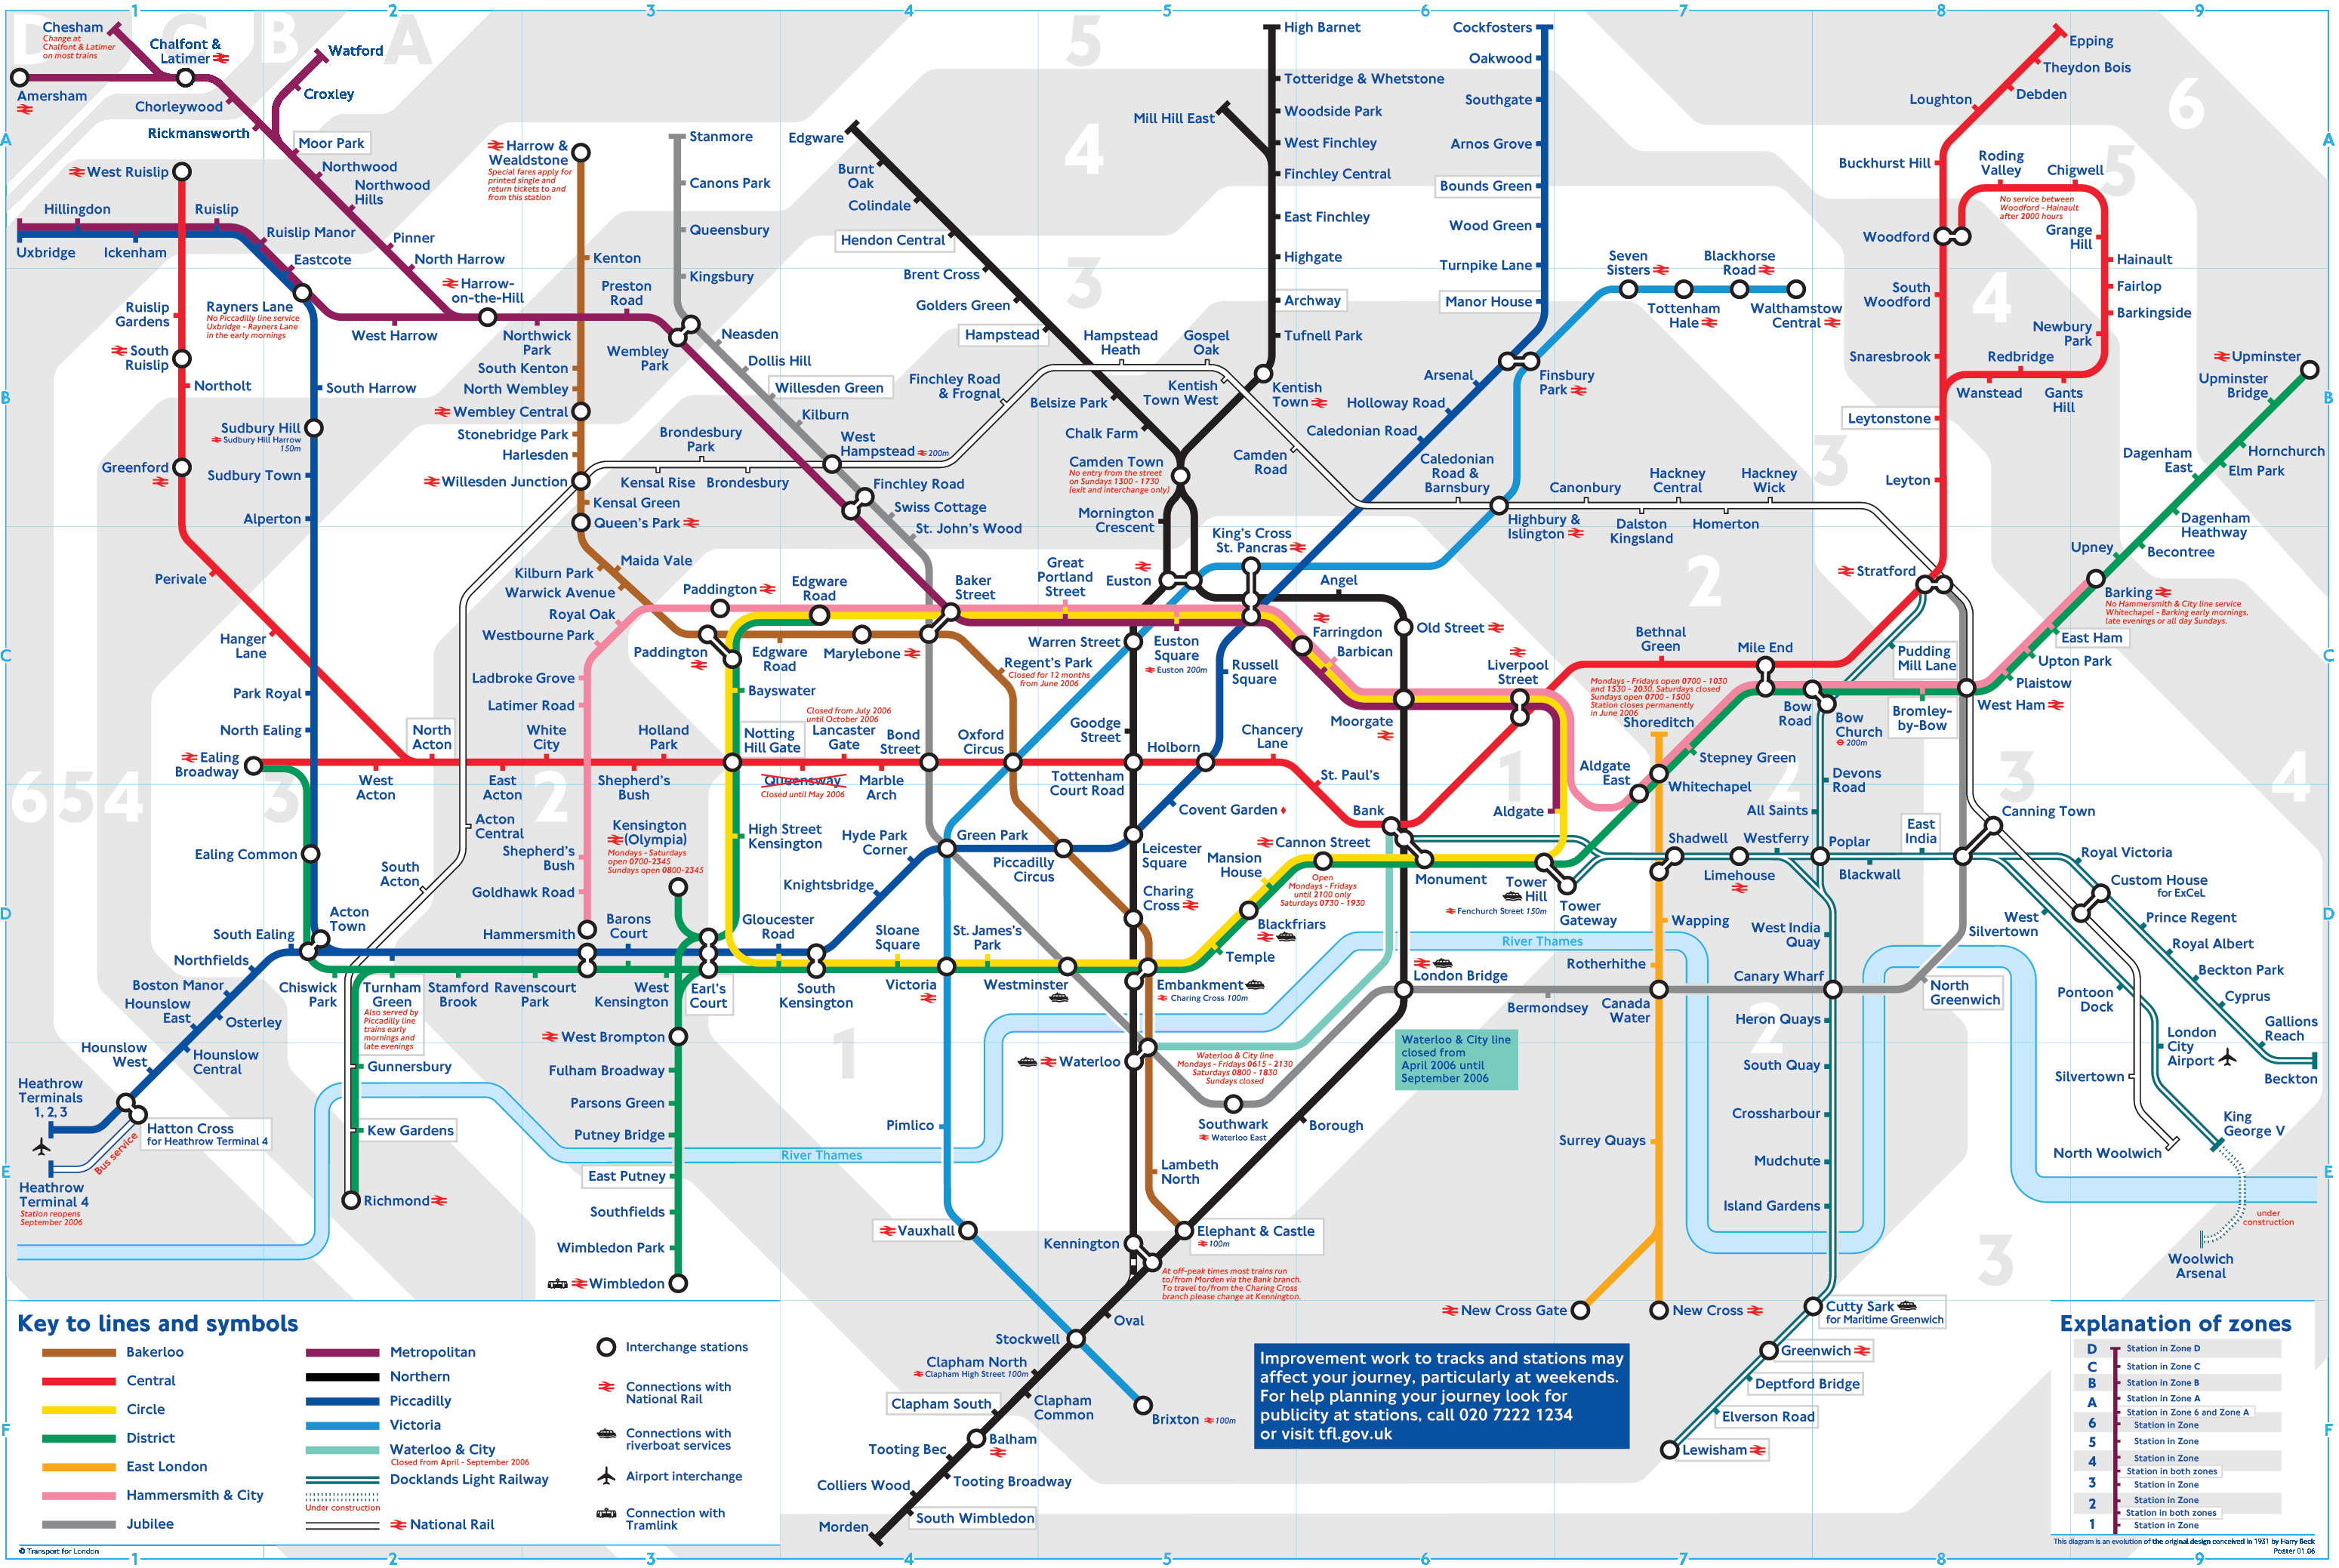 1 2 3 4 5 6 7 8 9
A
B
C
D
E
F
D C B A
5
4
3
6
5
4
3
2
Chesham
Change at
Chalfont & Latimer
on most trains
Chalfont &
Latimer
Watford
Amersham
Croxley
Chorleywood
Rickmansworth
Moor Park
Northwood
Northwood
Hills
Pinner
North Harrow
Harrow-
on-the-Hill
West Ruislip
Hillingdon
Ruislip
Uxbridge
Ickenham
Ruislip Manor
Eastcote
Rayners Lane
No Piccadilly line service
Uxbridge - Rayners Lane
in the early mornings
West Harrow
Ruislip
Gardens
South
Ruislip
Northolt
South Harrow
Greenford
Sudbury Hill
Sudbury Hill Harrow
150m
Sudbury Town
Alperton
Perivale
Hanger
Lane
Park Royal
North Ealing
Ealing
Broadway
Harrow &
Wealdstone
Special fares apply for
printed single and
return tickets to and
from this station
Kenton
Preston
Road
Northwick
Park
South Kenton
North Wembley
Wembley Central
Stonebridge Park
Harlesden
Willesden Junction
Kensal Green
Queen's Park
Kilburn Park
Maida Vale
Warwick Avenue
Royal Oak
Westbourne Park
Ladbroke Grove
Latimer Road
Stanmore
Canons Park
Queensbury
Kingsbury
Wembley
Park
Neasden
Dollis Hill
Willesden Green
Kilburn
West
Hampstead
200m
Brondesbury
Park
Kensal Rise
Brondesbury
Finchley Road
Swiss Cottage
St. John's Wood
Finchley Road
& Frognal
Hampstead
Heath
Gospel
Oak
Kentish
Town West
Camden
Road
Edgware
Burnt
Oak
Colindale
Hendon Central
Brent Cross
Golders Green
Hampstead
Belsize Park
Chalk Farm
Camden Town
No entry from the street
on Sundays 1300 - 1730
(exit and interchange only)
Mornington
Crescent
Euston
Mill Hill East
High Barnet
Totteridge & Whetstone
Woodside Park
West Finchley
Finchley Central
East Finchley
Highgate
Archway
Tufnell Park
Kentish
Town
Cockfosters
Oakwood
Southgate
Arnos Grove
Bounds Green
Wood Green
Turnpike Lane
Manor House
Arsenal
Finsbury
Park
Holloway Road
Caledonian Road
Seven
Sisters
Blackhorse
Road
Tottenham
Hale
Walthamstow
Central
Caledonian
Road &
Barnsbury
Highbury &
Islington
Canonbury
Dalston
Kingsland
Hackney
Central
Homerton
Hackney
Wick
Stratford
Epping
Theydon Bois
Debden
Loughton
Buckhurst Hill
Roding
Valley
Chigwell
No service between
Woodford - Hainault
after 2000 hours
Grange
Hill
Woodford
Hainault
Fairlop
Barkingside
Newbury
Park
South
Woodford
Snaresbrook
Redbridge
Wanstead
Gants
Hill
Leytonstone
Leyton
Upminster
Upminster
Bridge
Hornchurch
Elm Park
Dagenham
East
Dagenham
Heathway
Becontree
Upney
Barking
No Hammersmith & City line service
Whitechapel - Barking early mornings,
late evenings or all day Sundays.
East Ham
Upton Park
Plaistow
West Ham
Paddington
Edgware
Road
Baker
Street
Great
Portland
Street
King's Cross
St. Pancras
Angel
Paddington
Edgware
Road
Marylebone
Warren Street
Euston
Square
Euston 200m
Regent's Park
Closed for 12 months
from June 2006
Russell
Square
Farringdon
Barbican
Old Street
Liverpool
Street
Moorgate
Bethnal
Green
Mile End
Mondays - Fridays open 0700 - 1030
and 1530 - 2030. Saturdays closed
Sundays open 0700 - 1500
Station closes permanently
in June 2006
Shoreditch
Bow
Road
Bow
Church
200m
Pudding
Mill Lane
Bromley-
by-Bow
Stepney Green
Whitechapel
Aldgate
East
Aldgate
Devons
Road
All Saints
Bayswater
Notting
Hill Gate
Closed from July 2006
until October 2006
Lancaster
Gate
Bond
Street
Oxford
Circus
Goodge
Street
Tottenham
Court Road
Holborn
Chancery
Lane
St. Paul's
Bank
Queensway
Closed until May 2006
Marble
Arch
Covent Garden
North
Acton
White
City
Holland
Park
West
Acton
East
Acton
Shepherd's
Bush
6 5 4 3 2 1 2 3 4
Acton
Central
South
Acton
Kensington
(Olympia)
Mondays - Saturdays
open 0700-2345
Sundays open 0800-2345
Shepherd's
Bush
Goldhawk Road
Hammersmith
High Street
Kensington
Hyde Park
Corner
Green Park
Piccadilly
Circus
Leicester
Square
Knightsbridge
Charing
Cross
Mansion
House
Cannon Street
Open
Mondays - Fridays
until 2100 only
Saturdays 0730 - 1930
Monument
Tower
Hill
Fenchurch Street 150m
Tower
Gateway
Blackfriars
Temple
Shadwell
Westferry
Poplar
East
India
Canning Town
Limehouse
Blackwall
Royal Victoria
Custom House
for ExCeL
Prince Regent
Royal Albert
Beckton Park
Cyprus
Gallions
Reach
Beckton
West
Silvertown
Pontoon
Dock
London
City
Airport
Silvertown
King
George V
North Woolwich
under
construction
Woolwich
Arsenal
Ealing Common
Acton
Town
South Ealing
Northfields
Boston Manor
Hounslow
East
Osterley
Hounslow
Central
Hounslow
West
Heathrow
Terminals
1, 2, 3
Hatton Cross
for Heathrow Terminal 4
Bus service
Heathrow
Terminal 4
Station reopens
September 2006
Chiswick
Park
Turnham
Green
Also served by
Piccadilly line
trains early
mornings and
late evenings
Gunnersbury
Kew Gardens
Richmond
Stamford
Brook
Ravenscourt
Park
Barons
Court
West
Kensington
Earl's
Court
Gloucester
Road
South
Kensington
Sloane
Square
Victoria
St. James's
Park
Westminster
Embankment
Charing Cross 100m
West Brompton
Fulham Broadway
Parsons Green
Putney Bridge
East Putney
Southfields
Wimbledon Park
Wimbledon
River Thames
River Thames
Pimlico
Vauxhall
Waterloo
Waterloo & City line
Mondays - Fridays 0615 - 2130
Saturdays 0800 - 1830
Sundays closed
Southwark
Waterloo East
London Bridge
Waterloo & City line
closed from
April 2006 until
September 2006
Borough
Bermondsey
Lambeth
North
Elephant & Castle
100m
Kennington
At off-peak times most trains run
to/from Morden via the Bank branch.
To travel to/from the Charing Cross
branch please change at Kennington.
Oval
Stockwell
Clapham North
Clapham High Street 100m
Clapham
Common
Clapham South
Brixton
100m
Balham
Tooting Bec
Tooting Broadway
Colliers Wood
South Wimbledon
Morden
Wapping
Rotherhithe
Canada
Water
Surrey Quays
New Cross Gate
New Cross
West India
Quay
Canary Wharf
Heron Quays
South Quay
Crossharbour
Mudchute
Island Gardens
Cutty Sark
for Maritime Greenwich
Greenwich
Deptford Bridge
Elverson Road
Lewisham
North
Greenwich
1
2
3
Key to lines and symbols
Bakerloo
Central
Circle
District
East London
Hammersmith & City
Jubilee
Metropolitan
Northern
Piccadilly
Victoria
Waterloo & City
Closed from April - September 2006
Docklands Light Railway
Under construction
National Rail
Interchange stations
Connections with
National Rail
Connections with
riverboat services
Airport interchange
Connection with
Tramlink
Improvement work to tracks and stations may
affect your journey, particularly at weekends.
For help planning your journey look for
publicity at stations, call 020 7222 1234
or visit tfl.gov.uk
Explanation of zones
D Station in Zone D
C Station in Zone C
B Station in Zone B
A Station in Zone A
Station in Zone 6 and Zone A
6 Station in Zone
5 Station in Zone
4 Station in Zone
Station in both zones
3 Station in Zone
2 Station in Zone
Station in both zones
1 Station in Zone
This diagram is an evolution of the original design conceived in 1931 by Harry Beck
Poster 01.06
© Transport for London
1 2 3 4 5 6 7 8 9
A
B
C
D
E
F